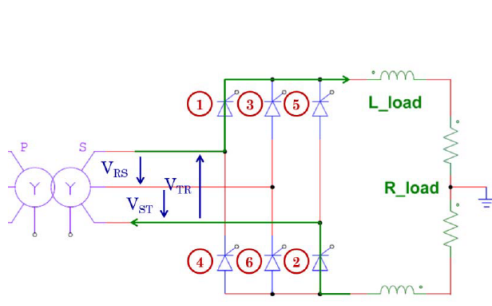 1 3 5
L_load
P S
V_RS
V_TR
Y Y
R_load
V_ST
4 6 2